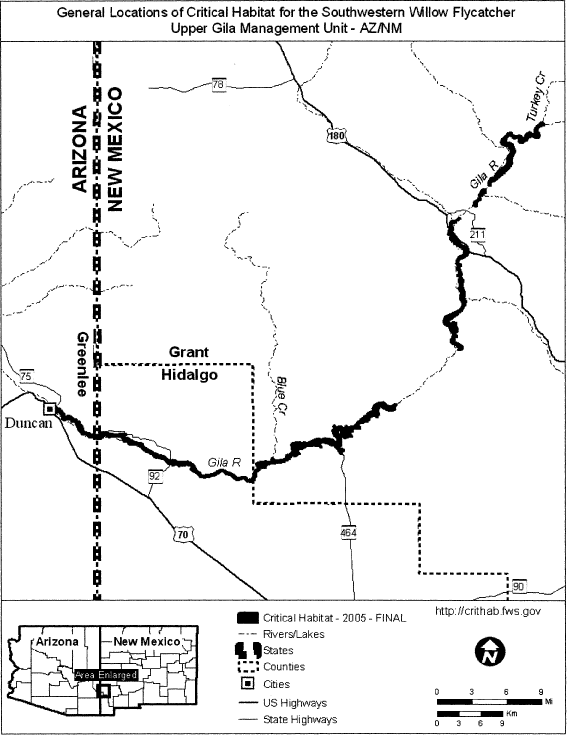 General Locations of Critical Habitat for the Southwestern Willow Flycatcher
Upper Gila Management Unit - AZ/NM
78
Turkey Cr
180
ARIZONA
NEW MEXICO
Gila R
211
Greenlee
Grant
Hidalgo
75
Blue Cr
Duncan
Gila R
92
70
464
90
Critical Habitat - 2005 - FINAL
http://crithab.fws.gov
Rivers/Lakes
States
Counties
Cities
US Highways
State Highways
Arizona
New Mexico
Area Enlarged
N
0 3 6 9 Mi
0 3 6 9 Km